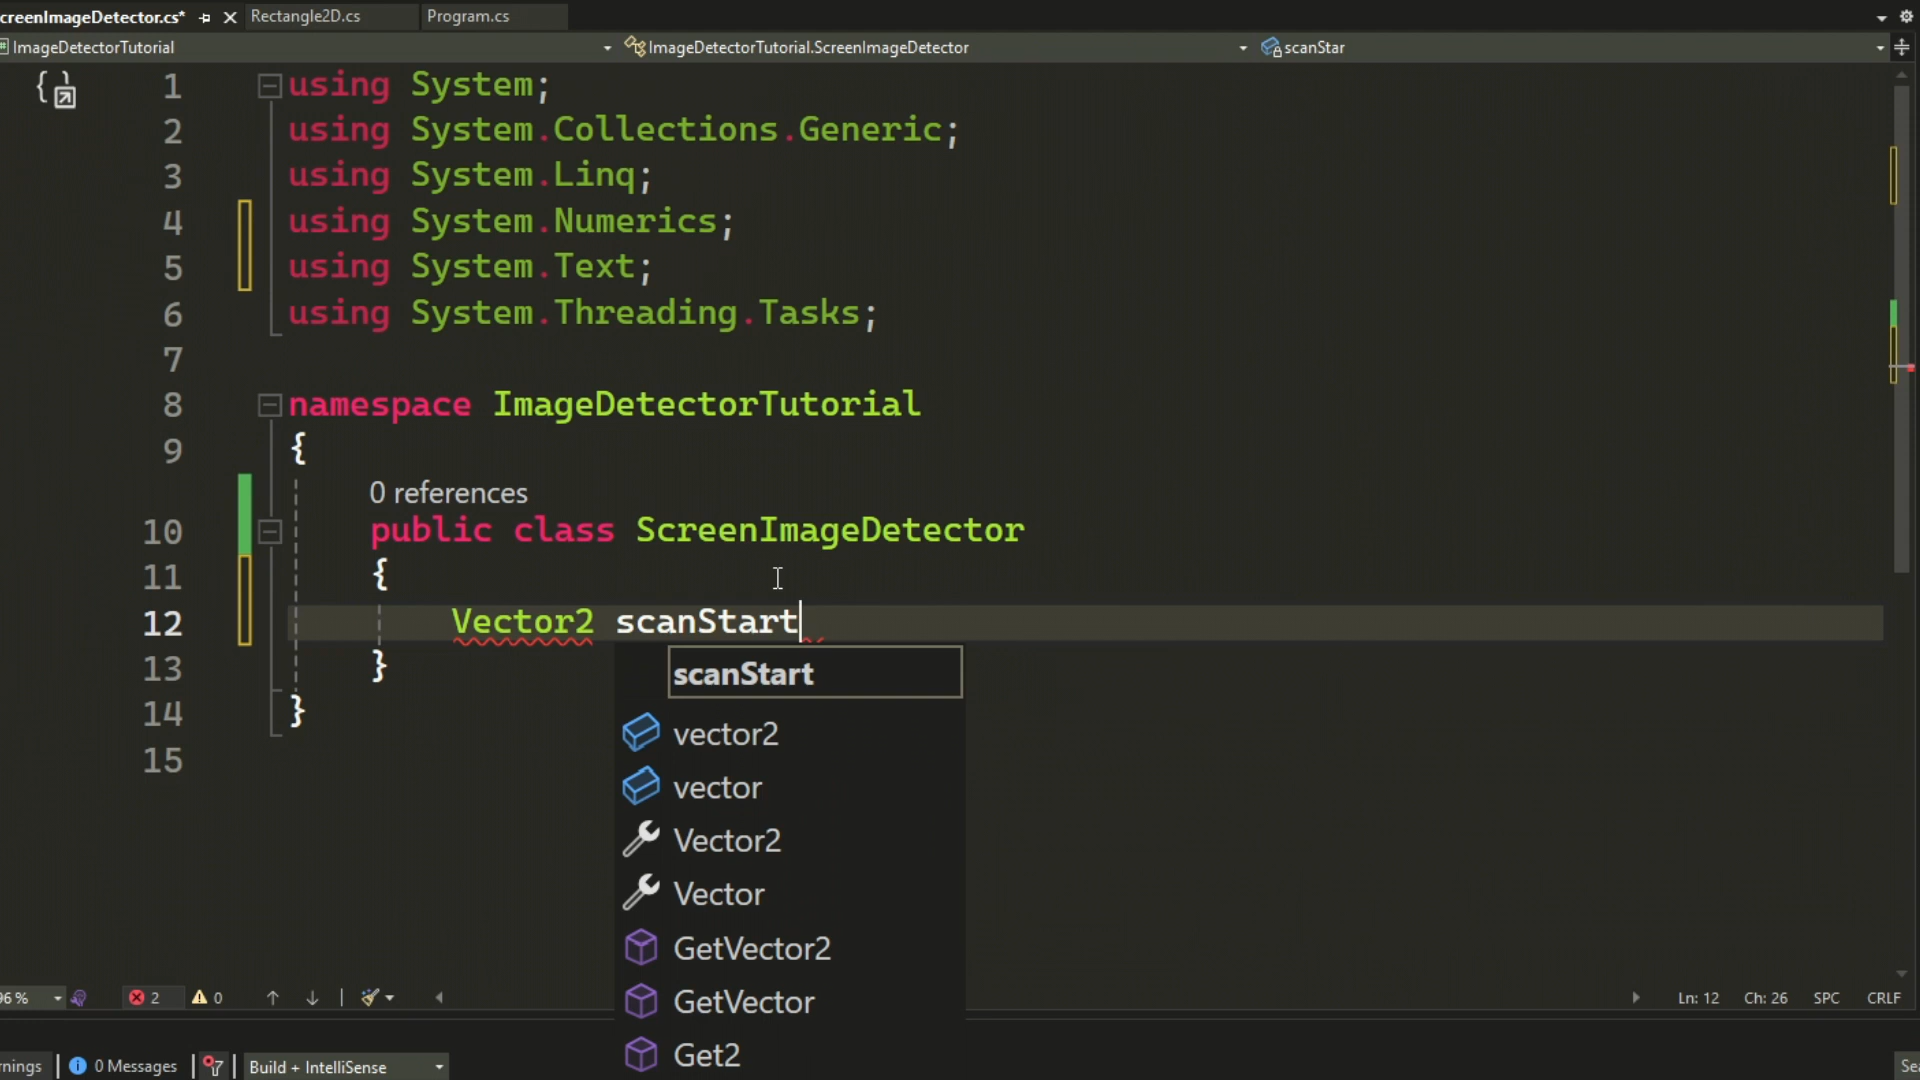 creenImageDetector.cs* Rectangle2D.cs Program.cs
ImageDetectorTutorial ImageDetectorTutorial.ScreenImageDetector scanStar
1 using System;
2 using System.Collections.Generic;
3 using System.Linq;
4 using System.Numerics;
5 using System.Text;
6 using System.Threading.Tasks;
7
8 namespace ImageDetectorTutorial
9 {
0 references
10 public class ScreenImageDetector
11 {
12 Vector2 scanStart
13 }
14 }
15
scanStart
vector2
vector
Vector2
Vector
GetVector2
GetVector
Get2
96 % 2 0 Ln: 12 Ch: 26 SPC CRLF
rnings 0 Messages Build + IntelliSense Sea